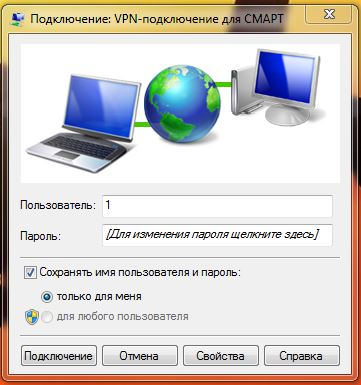 Подключение: VPN-подключение для СМАРТ
Пользователь: 1
Пароль: [Для изменения пароля щелкните здесь]
Сохранять имя пользователя и пароль:
только для меня
для любого пользователя
Подключение Отмена Свойства Справка